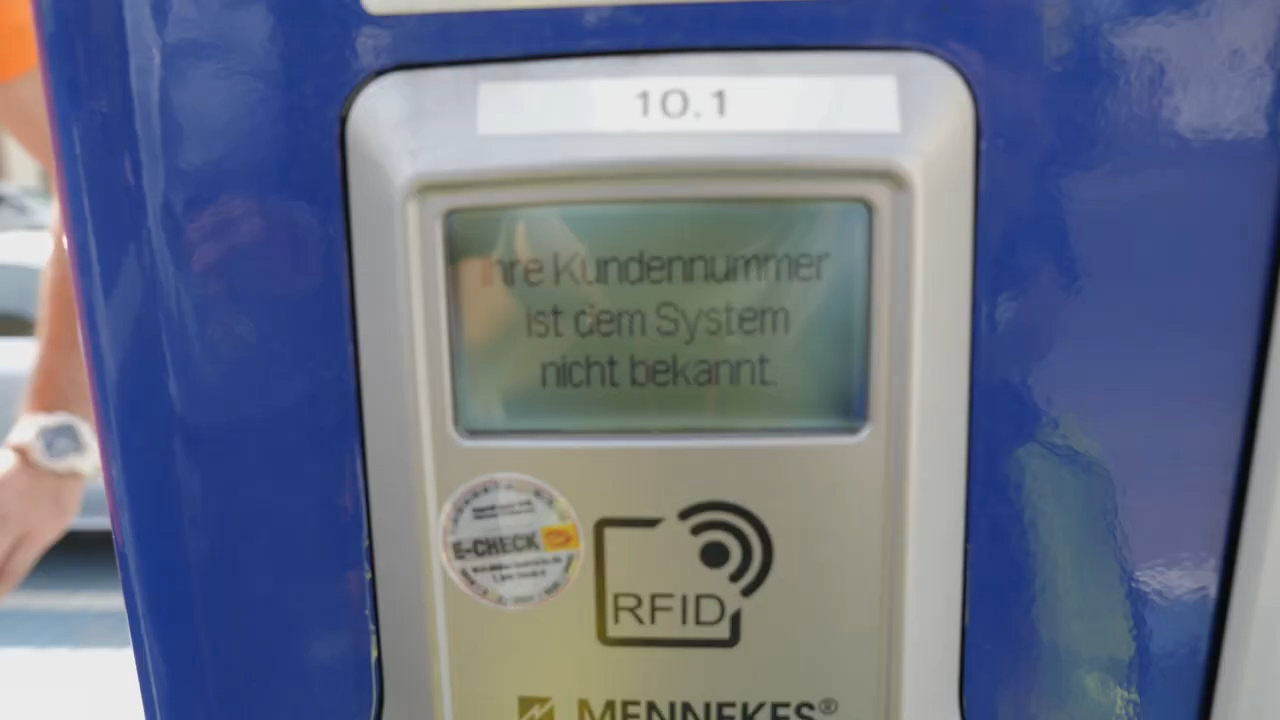 10.1
Ihre Kundennummer
ist dem System
nicht bekannt.
E-CHECK
RFID
MENNEKES®